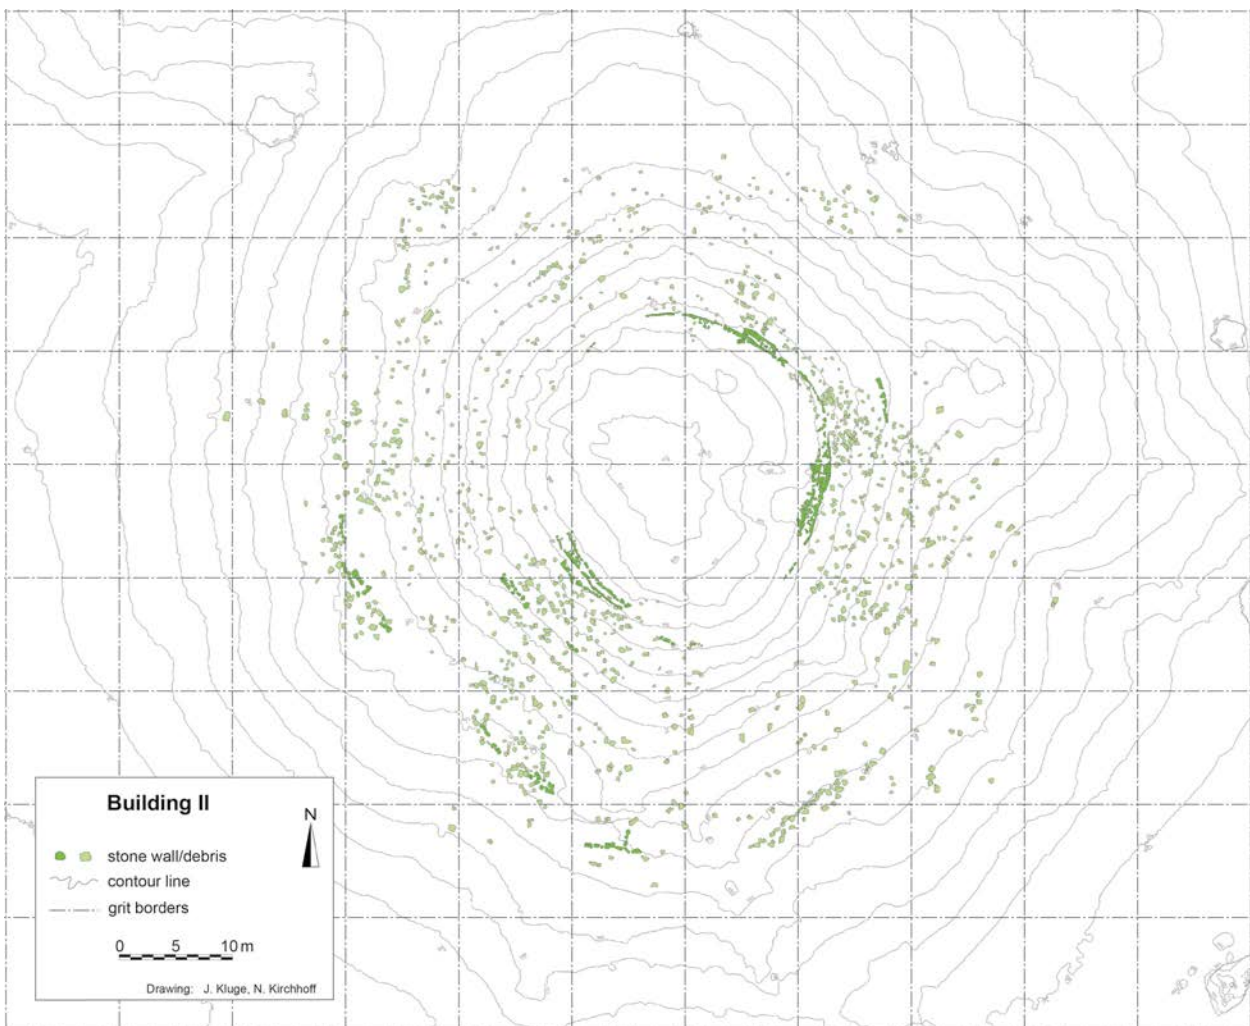 Building II
N
stone wall/debris
contour line
grit borders
0 5 10 m
Drawing: J. Kluge, N. Kirchhoff